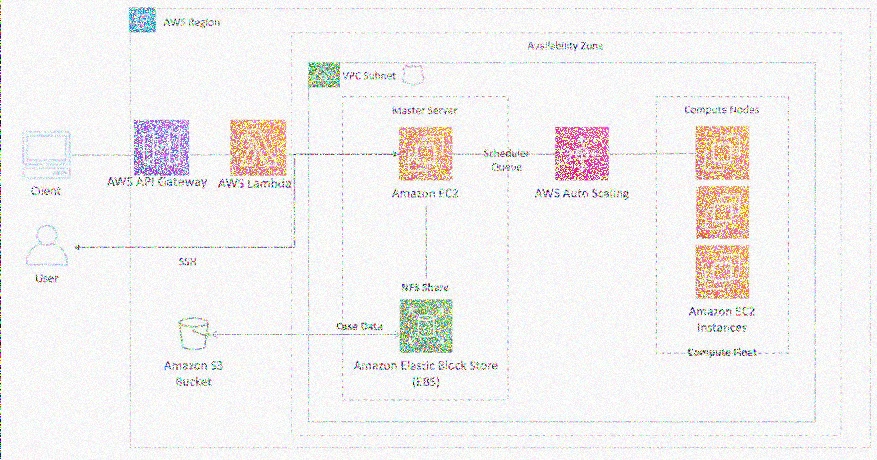 AWS Region
Availability Zone
VPC Subnet
Master Server
Compute Nodes
Scheduler
Queue
Client
AWS API Gateway
AWS Lambda
Amazon EC2
AWS Auto Scaling
User
SSH
NFS Share
Amazon EC2
Instances
Case Data
Compute Fleet
Amazon S3
Bucket
Amazon Elastic Block Store
(EBS)